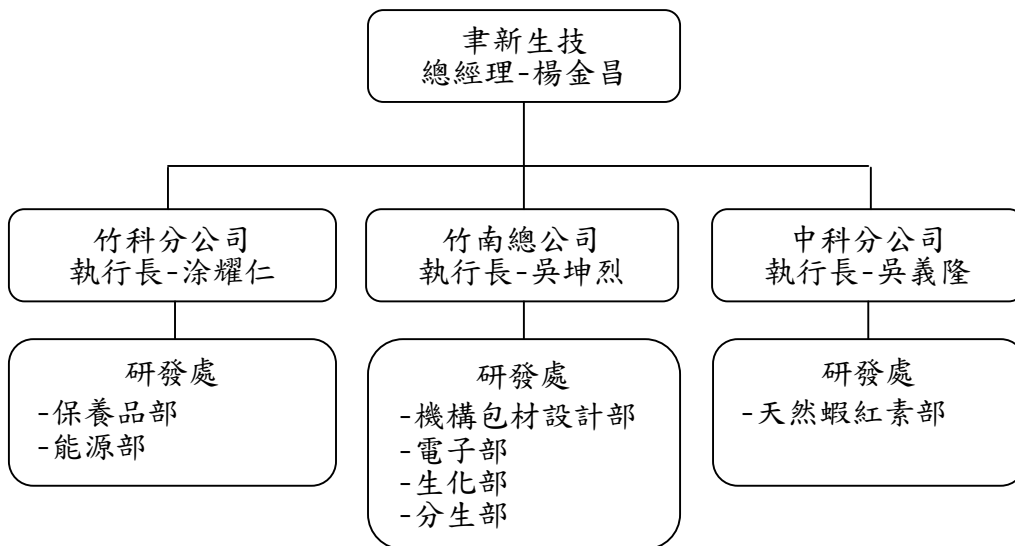 聿新生技
總經理-楊金昌
竹科分公司
執行長-涂耀仁
竹南總公司
執行長-吳坤烈
中科分公司
執行長-吳義隆
研發處
-保養品部
-能源部
研發處
-機構包材設計部
-電子部
-生化部
-分生部
研發處
-天然蝦紅素部